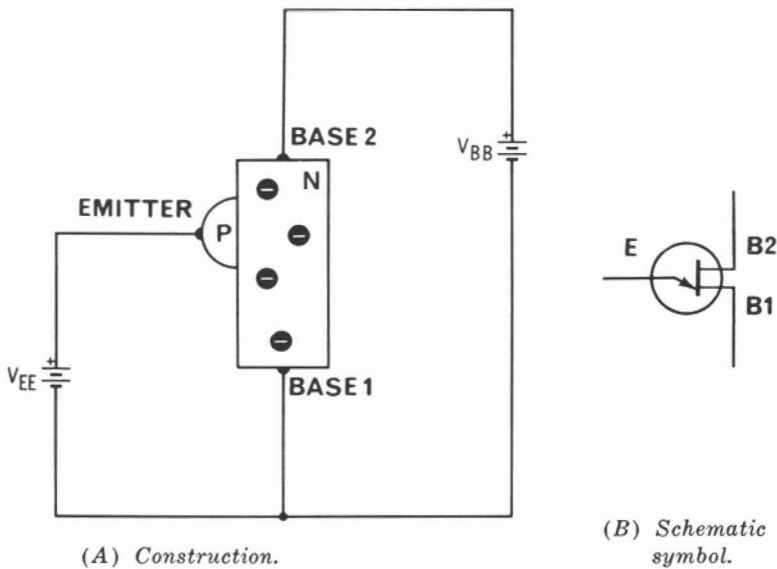 BASE 2
N
+
V_BB
EMITTER
P
E
B2
B1
+
V_EE
BASE 1
(A) Construction.
(B) Schematic
symbol.